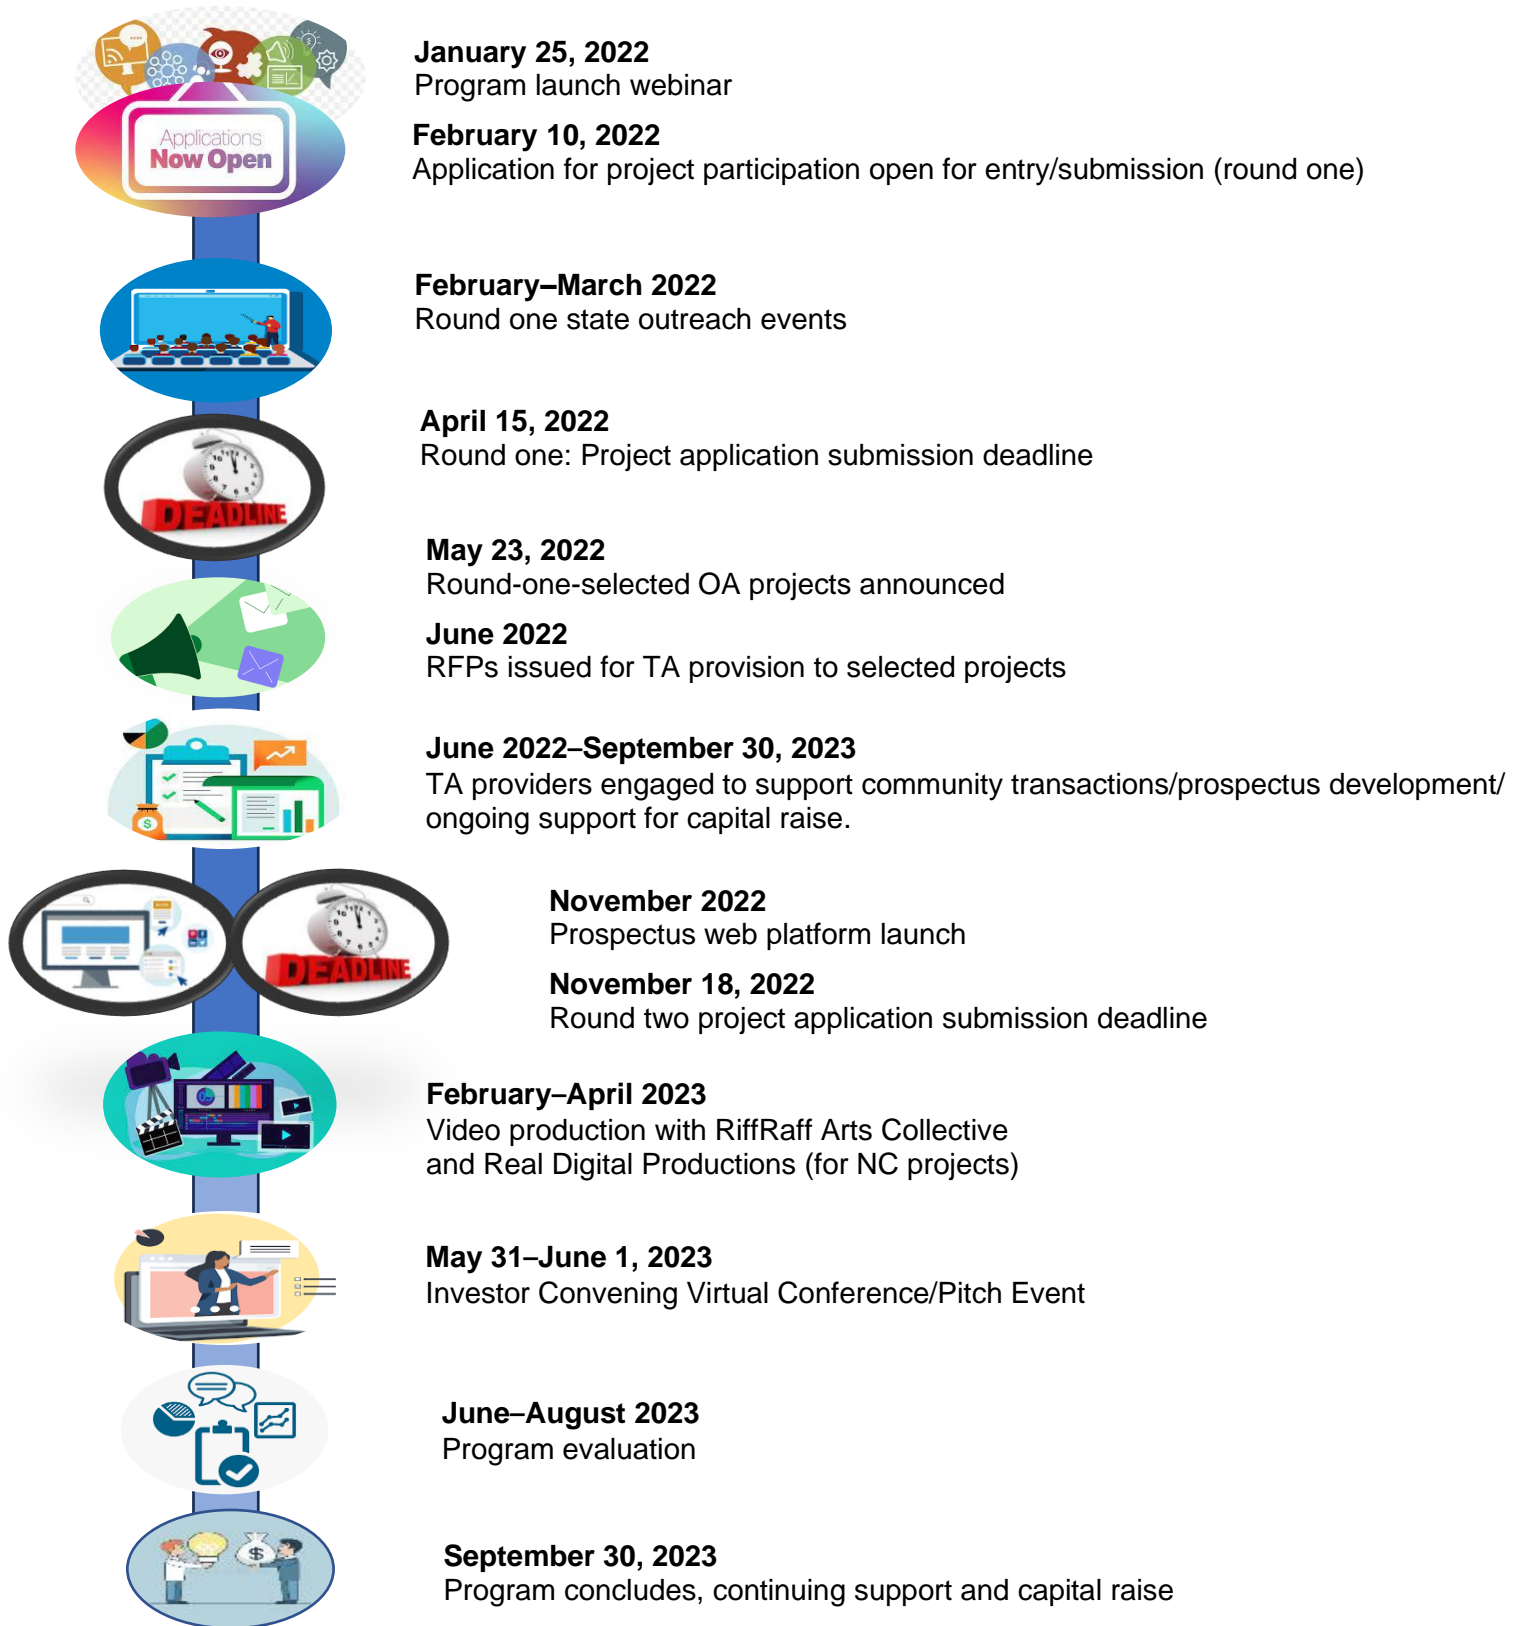 Applications
Now Open
January 25, 2022
Program launch webinar
February 10, 2022
Application for project participation open for entry/submission (round one)
February–March 2022
Round one state outreach events
DEADLINE
April 15, 2022
Round one: Project application submission deadline
May 23, 2022
Round-one-selected OA projects announced
June 2022
RFPs issued for TA provision to selected projects
June 2022–September 30, 2023
TA providers engaged to support community transactions/prospectus development/
ongoing support for capital raise.
DEADLINE
November 2022
Prospectus web platform launch
November 18, 2022
Round two project application submission deadline
February–April 2023
Video production with RiffRaff Arts Collective
and Real Digital Productions (for NC projects)
May 31–June 1, 2023
Investor Convening Virtual Conference/Pitch Event
June–August 2023
Program evaluation
September 30, 2023
Program concludes, continuing support and capital raise